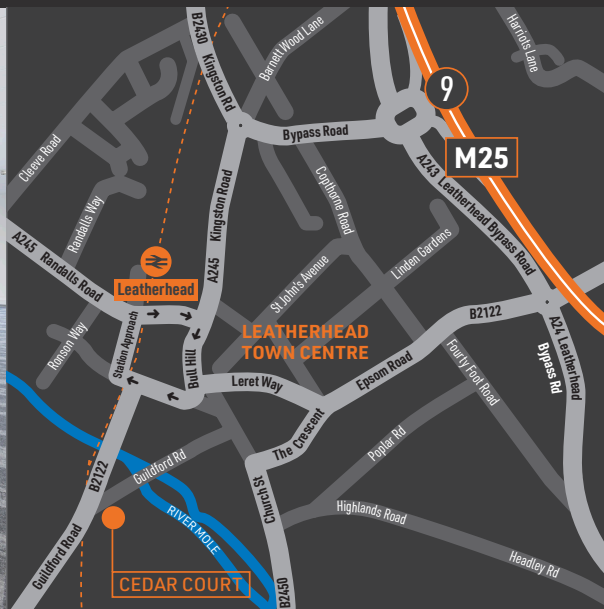 B2430
Kingston Rd
Barnett Wood Lane
Harriots Lane
9
M25
Bypass Road
Cleeve Road
Randalls Way
Copthorne Road
A243 Leatherhead Bypass Road
Kingston Road
A245
A245 Randalls Road
Leatherhead
St John's Avenue
Linden Gardens
LEATHERHEAD
TOWN CENTRE
Station Approach
Ronson Way
Bull Hill
Leret Way
Epsom Road
B2122
A24 Leatherhead
Bypass Rd
Fourty Foot Road
The Crescent
Poplar Rd
Guildford Rd
Church St
B2122
Guildford Road
RIVER MOLE
Highlands Road
Headley Rd
CEDAR COURT
B2450